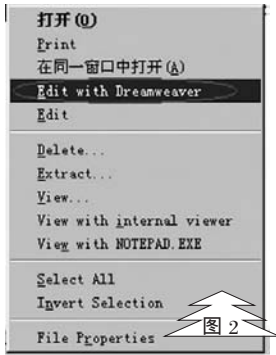 打开(O)
Print
在同一窗口中打开(A)
Edit with Dreamweaver
Edit
Delete...
Extract...
View...
View with internal viewer
View with NOTEPAD.EXE
Select All
Invert Selection
File Properties
图 2